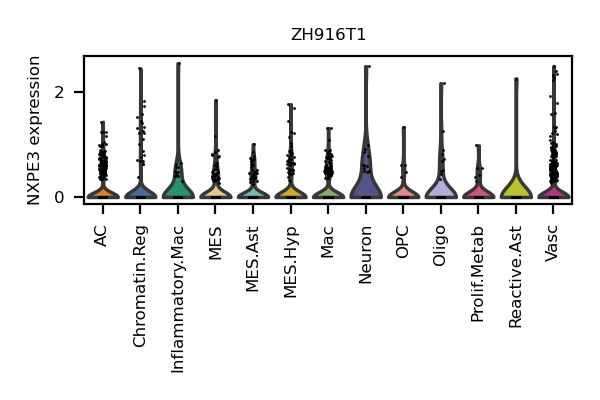 ZH916T1
NXPE3 expression
2
0
AC
Chromatin.Reg
Inflammatory.Mac
MES
MES.Ast
MES.Hyp
Mac
Neuron
OPC
Oligo
Prolif.Metab
Reactive.Ast
Vasc